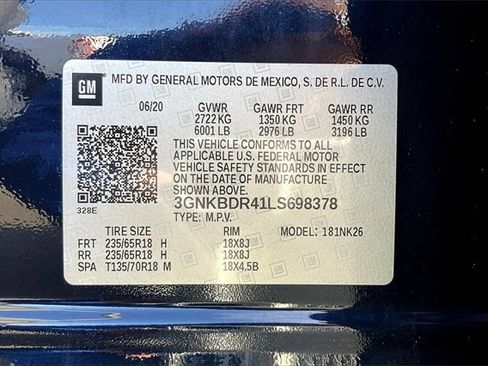 GM
MFD BY GENERAL MOTORS DE MEXICO, S. DE R.L. DE C.V.
06/20 GVWR GAWR FRT GAWR RR
2722 KG 1350 KG 1450 KG
6001 LB 2976 LB 3196 LB
THIS VEHICLE CONFORMS TO ALL
APPLICABLE U.S. FEDERAL MOTOR
VEHICLE SAFETY STANDARDS IN EFFECT
ON THE DATE OF MANUFACTURE
SHOWN ABOVE.
3GNKBDR41LS698378
328E
TYPE: M.P.V.
TIRE SIZE RIM MODEL: 181NK26
FRT 235/65R18 H 18X8J
RR 235/65R18 H 18X8J
SPA T135/70R18 M 18X4.5B